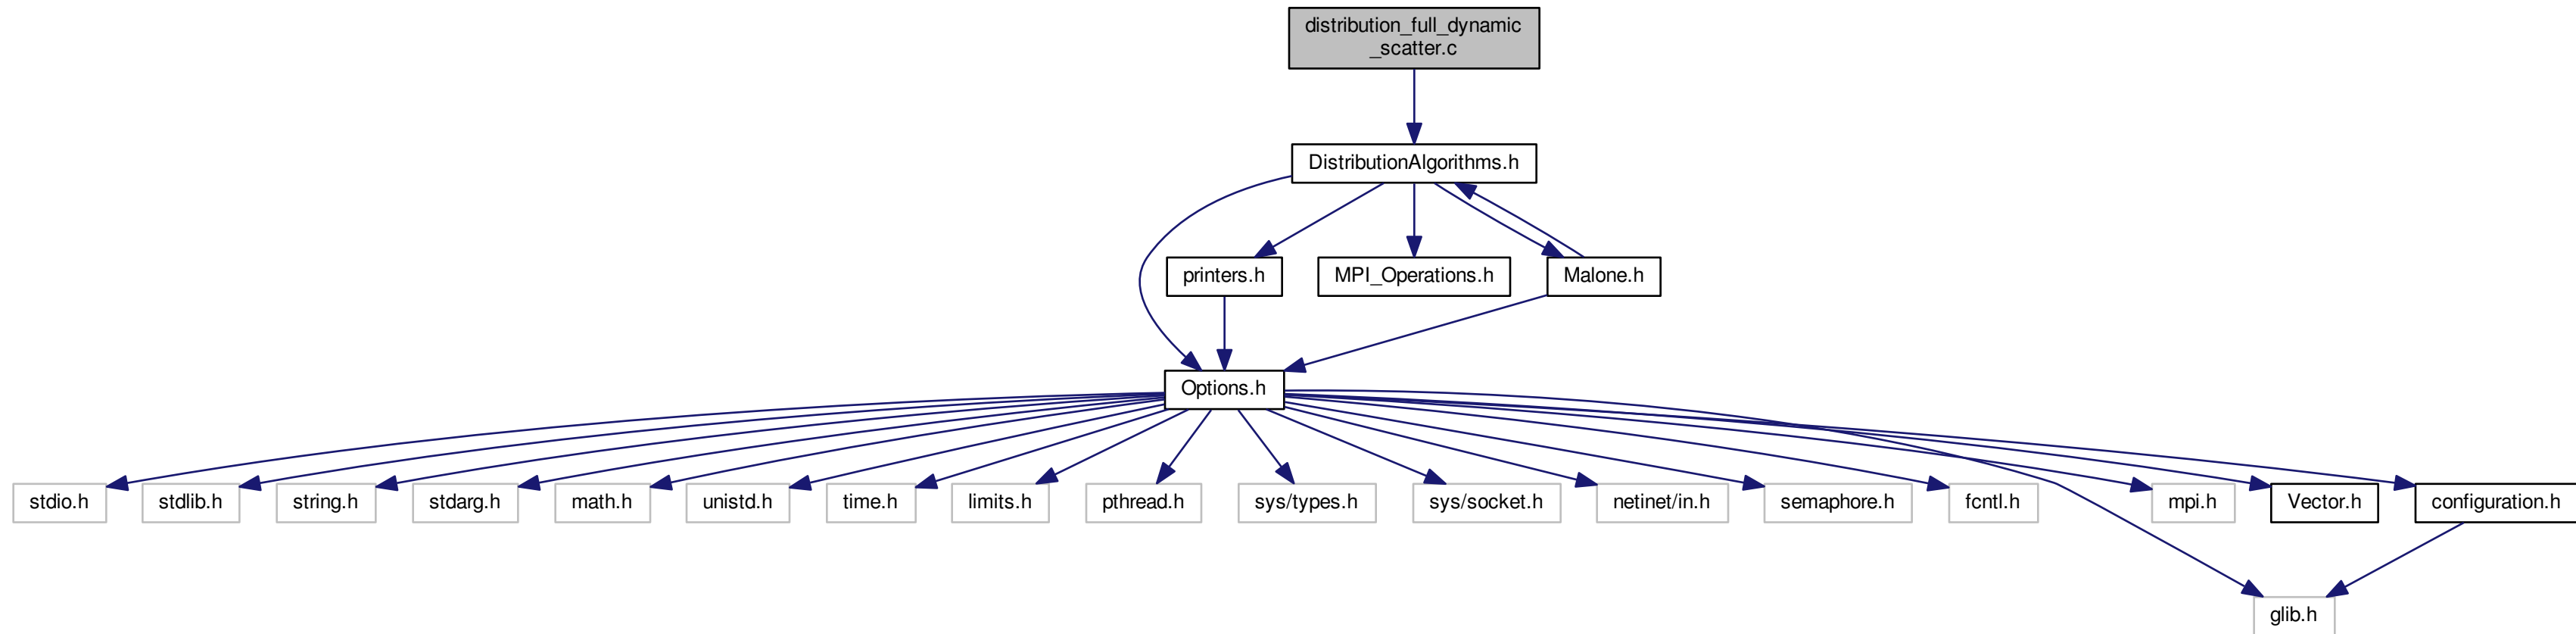 distribution_full_dynamic
_scatter.c
DistributionAlgorithms.h
printers.h
MPI_Operations.h
Malone.h
Options.h
stdio.h
stdlib.h
string.h
stdarg.h
math.h
unistd.h
time.h
limits.h
pthread.h
sys/types.h
sys/socket.h
netinet/in.h
semaphore.h
fcntl.h
mpi.h
Vector.h
configuration.h
glib.h